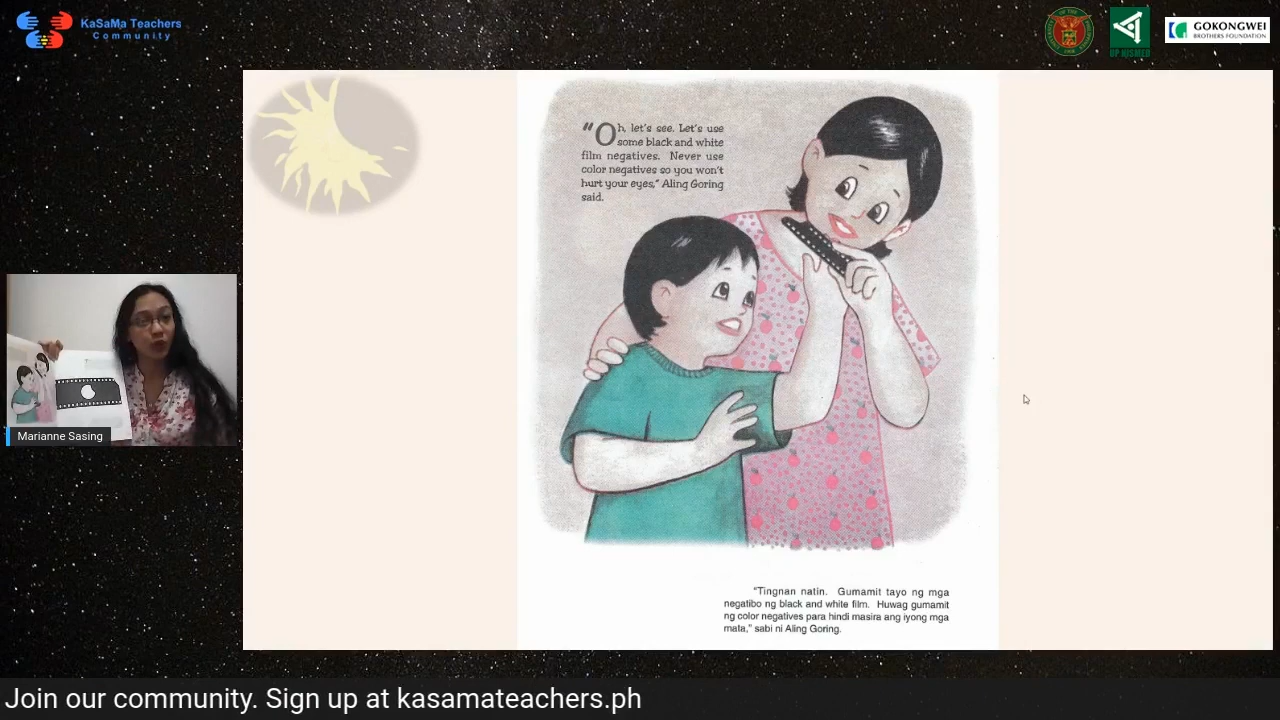 KaSaMa Teachers
Community
UP NISMED
GOKONGWEI
BROTHERS FOUNDATION
"Oh, let's see. Let's use
some black and white
film negatives. Never use
color negatives so you won't
hurt your eyes," Aling Goring
said.
Marianne Sasing
"Tingnan natin. Gumamit tayo ng mga
negatibo ng black and white film. Huwag gumamit
ng color negatives para hindi masira ang iyong mga
mata," sabi ni Aling Goring.
Join our community. Sign up at kasamateachers.ph